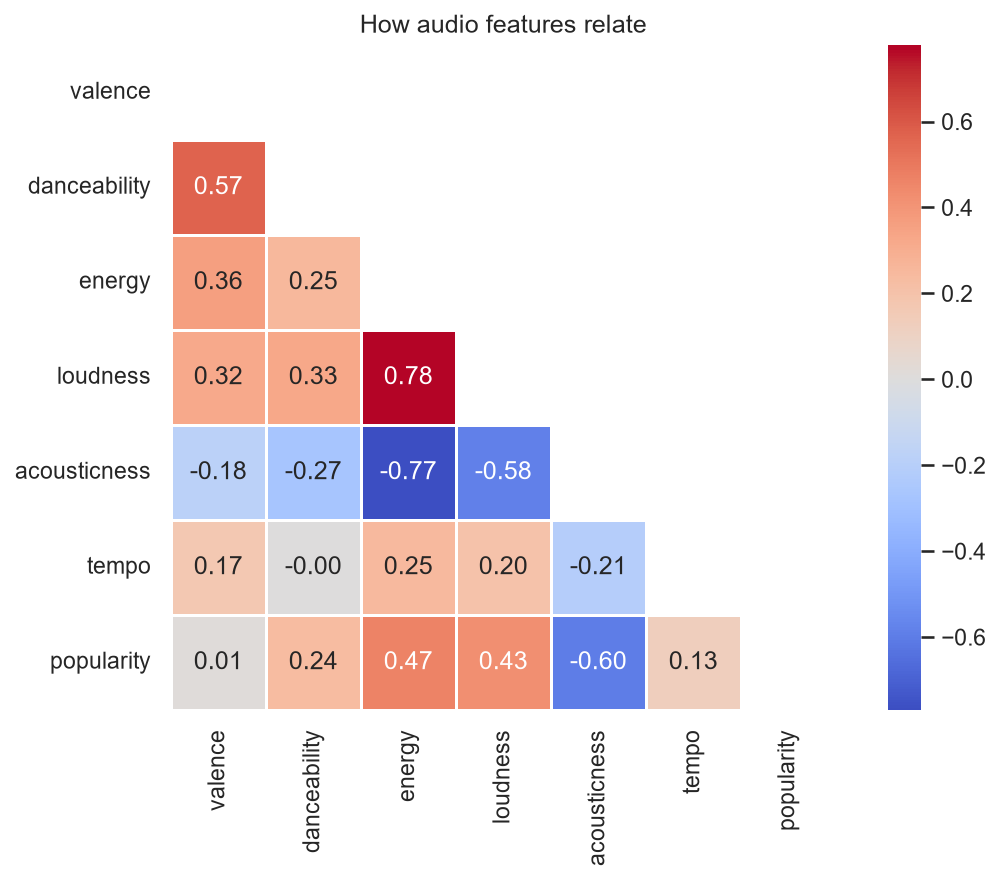 How audio features relate
valence
danceability 0.57
energy 0.36 0.25
loudness 0.32 0.33 0.78
acousticness -0.18 -0.27 -0.77 -0.58
tempo 0.17 -0.00 0.25 0.20 -0.21
popularity 0.01 0.24 0.47 0.43 -0.60 0.13
valence danceability energy loudness acousticness tempo popularity
0.6
0.4
0.2
0.0
−0.2
−0.4
−0.6